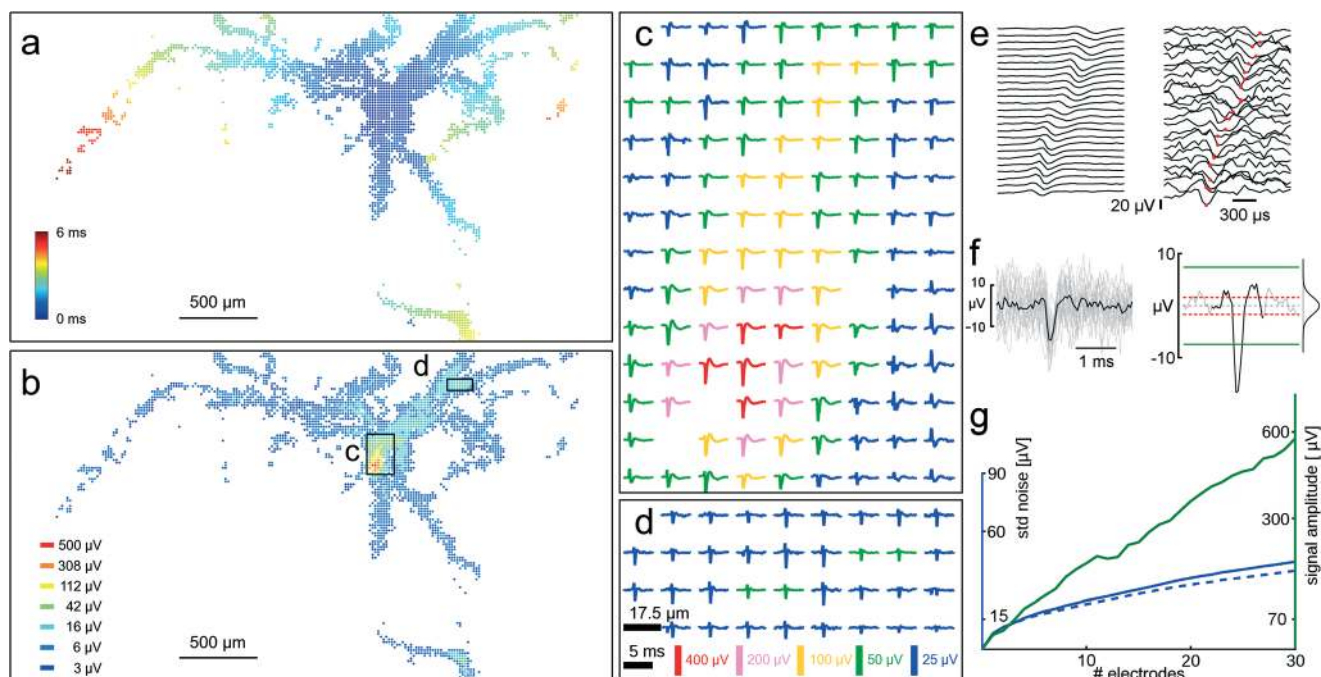 a
6 ms
0 ms
500 µm
b
d
c
500 µV
308 µV
112 µV
42 µV
16 µV
6 µV
3 µV
500 µm
c
d
17.5 µm
5 ms
400 µV
200 µV
100 µV
50 µV
25 µV
e
20 µV
300 µs
f
10
µV
-10
1 ms
10
µV
-10
g
90
60
15
std noise [µV]
600
300
70
signal amplitude [ µV]
10
20
30
# electrodes